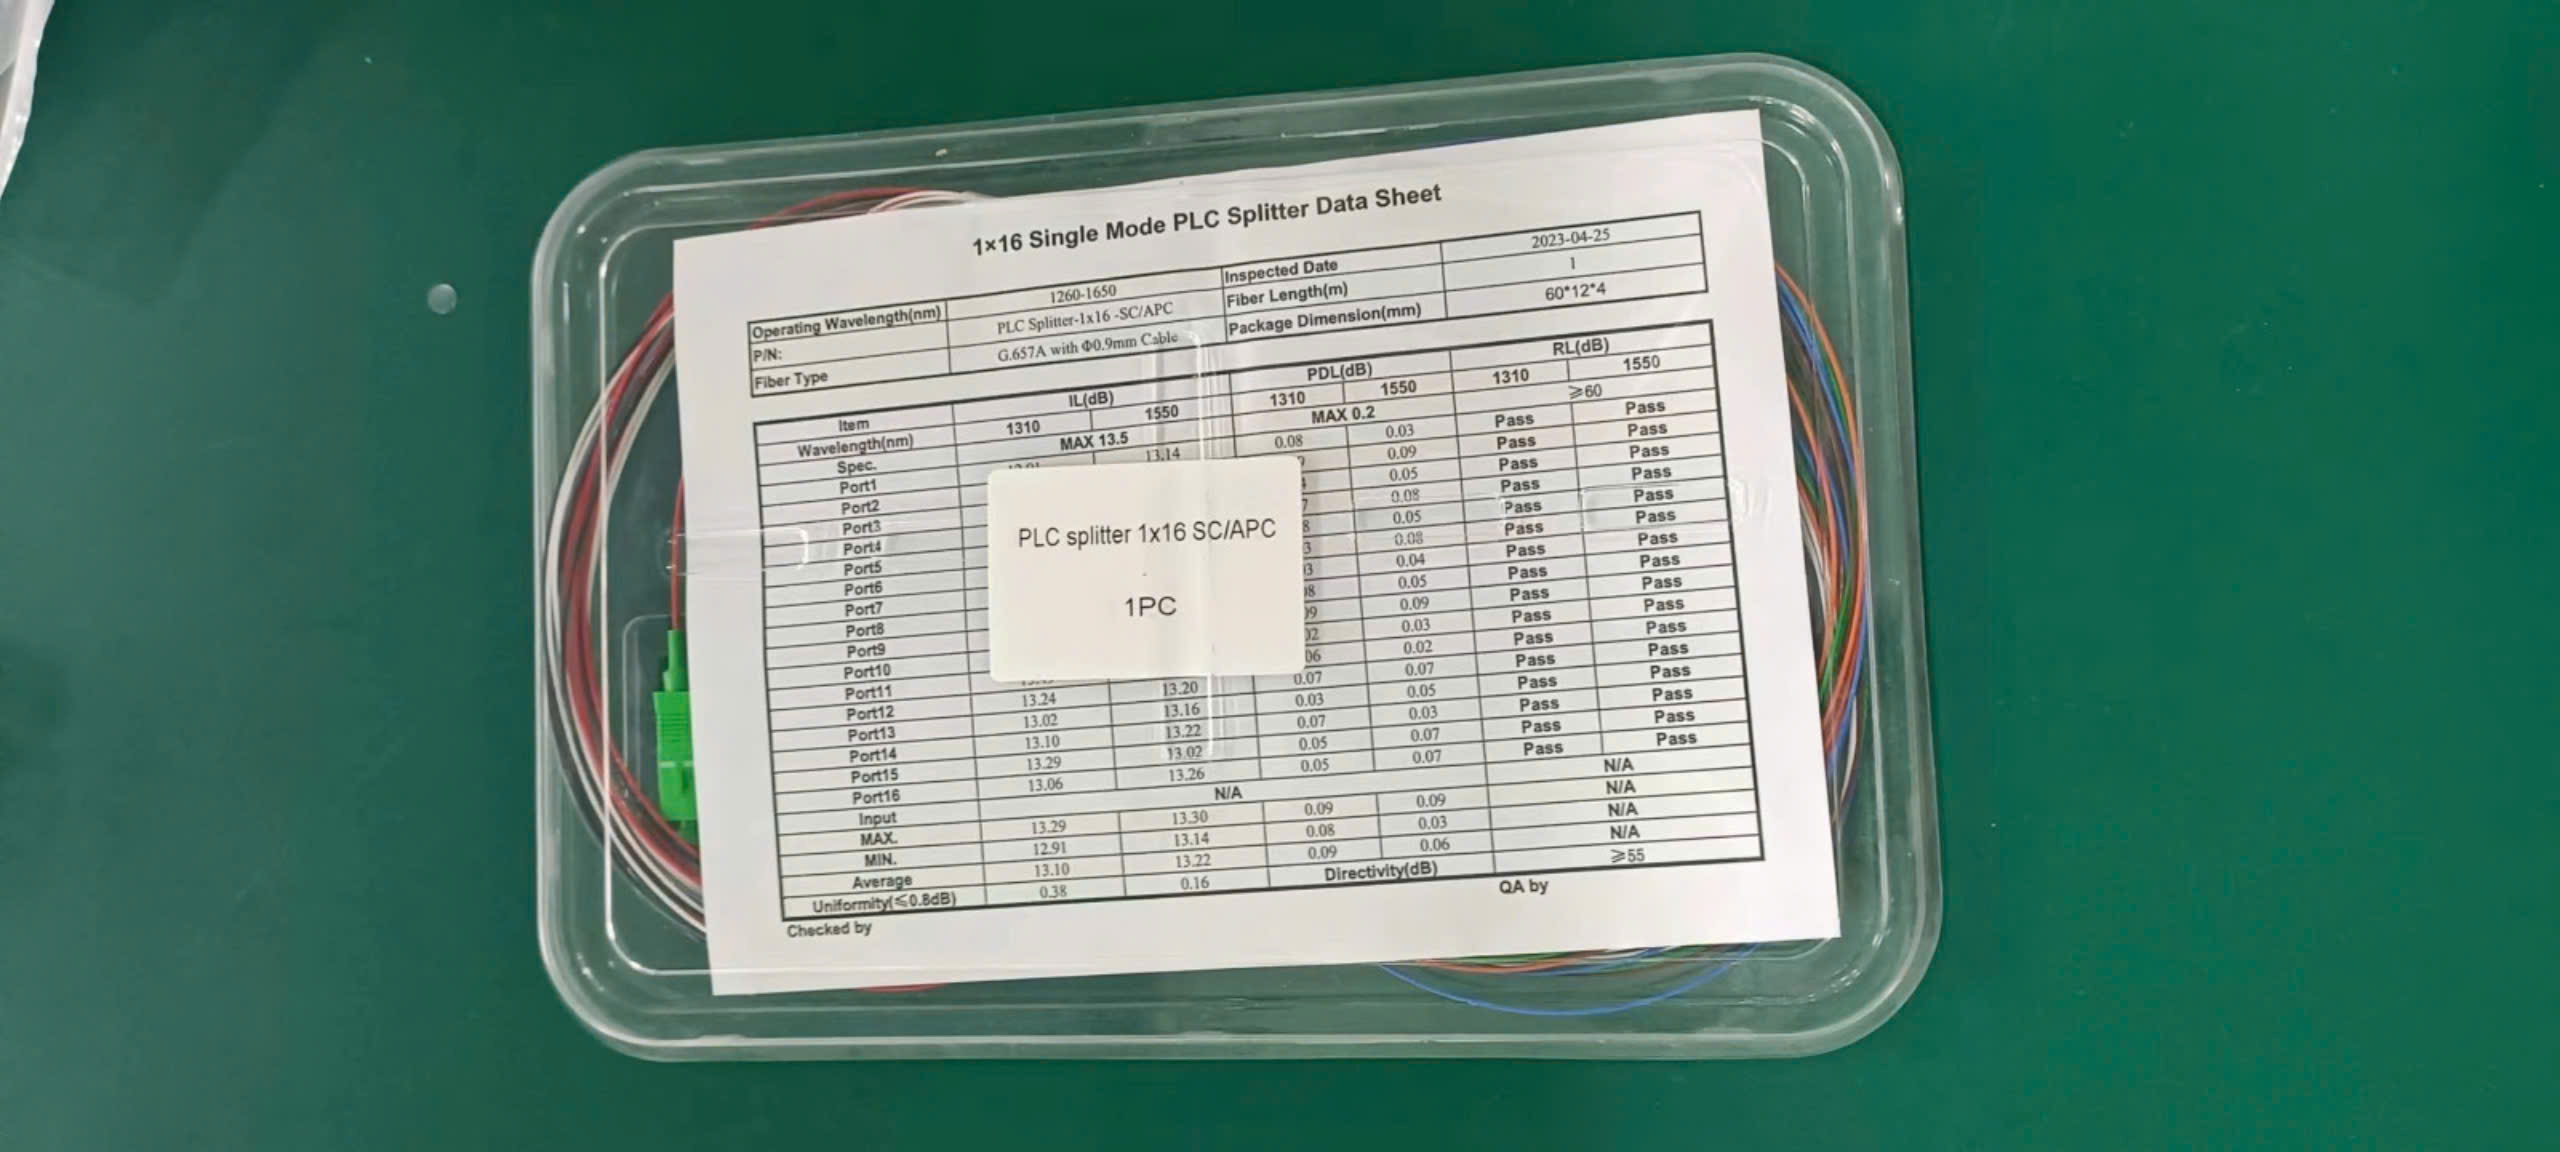 1×16 Single Mode PLC Splitter Data Sheet
Operating Wavelength(nm) 1260-1650 Inspected Date 2023-04-25
P/N: PLC Splitter-1x16 -SC/APC Fiber Length(m) 1
Fiber Type G.657A with Φ0.9mm Cable Package Dimension(mm) 60*12*4
Item IL(dB) PDL(dB) RL(dB)
Wavelength(nm) 1310 1550 1310 1550 1310 1550
Spec. MAX 13.5 MAX 0.2 ⩾60
Port1 13.14 0.08 0.03 Pass Pass
Port2 0.09 Pass Pass
Port3 0.05 Pass Pass
Port4 0.08 Pass Pass
Port5 0.05 Pass Pass
Port6 0.08 Pass Pass
Port7 0.04 Pass Pass
Port8 0.05 Pass Pass
Port9 0.09 Pass Pass
Port10 0.03 Pass Pass
Port11 0.02 Pass Pass
Port12 13.24 13.20 0.07 0.07 Pass Pass
Port13 13.02 13.16 0.03 0.05 Pass Pass
Port14 13.10 13.22 0.07 0.03 Pass Pass
Port15 13.29 13.02 0.05 0.07 Pass Pass
Port16 13.06 13.26 0.05 0.07 Pass Pass
Input N/A N/A
MAX. 13.29 13.30 0.09 0.09 N/A
MIN. 12.91 13.14 0.08 0.03 N/A
Average 13.10 13.22 0.09 0.06 N/A
Uniformity(⩽0.8dB) 0.38 0.16 Directivity(dB) ⩾55
Checked by QA by
PLC splitter 1x16 SC/APC
1PC